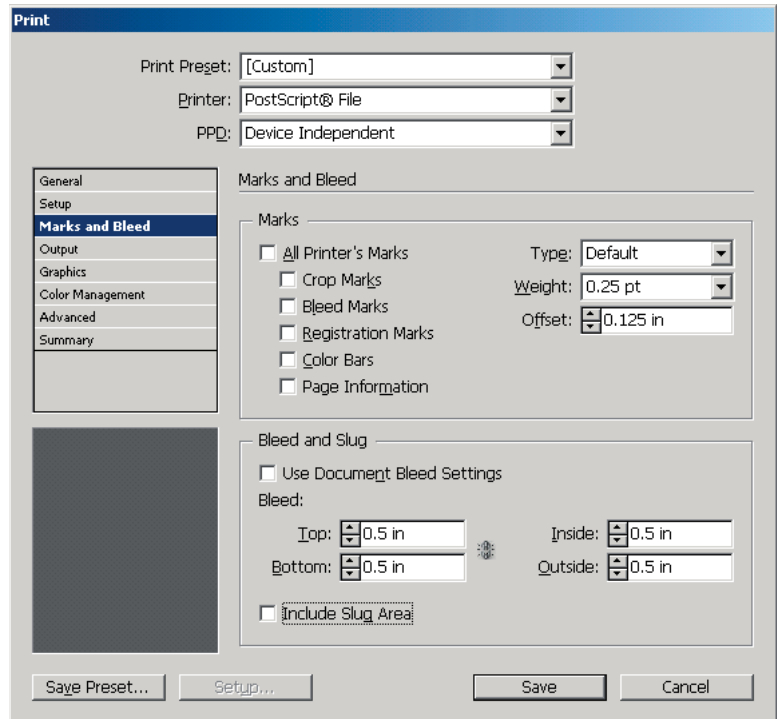 Print
Print Preset: [Custom]
Printer: PostScript® File
PPD: Device Independent
General
Setup
Marks and Bleed
Output
Graphics
Color Management
Advanced
Summary
Marks and Bleed
Marks
All Printer's Marks
Crop Marks
Bleed Marks
Registration Marks
Color Bars
Page Information
Type: Default
Weight: 0.25 pt
Offset: 0.125 in
Bleed and Slug
Use Document Bleed Settings
Bleed:
Top: 0.5 in
Bottom: 0.5 in
Inside: 0.5 in
Outside: 0.5 in
Include Slug Area
Save Preset...
Setup...
Save
Cancel